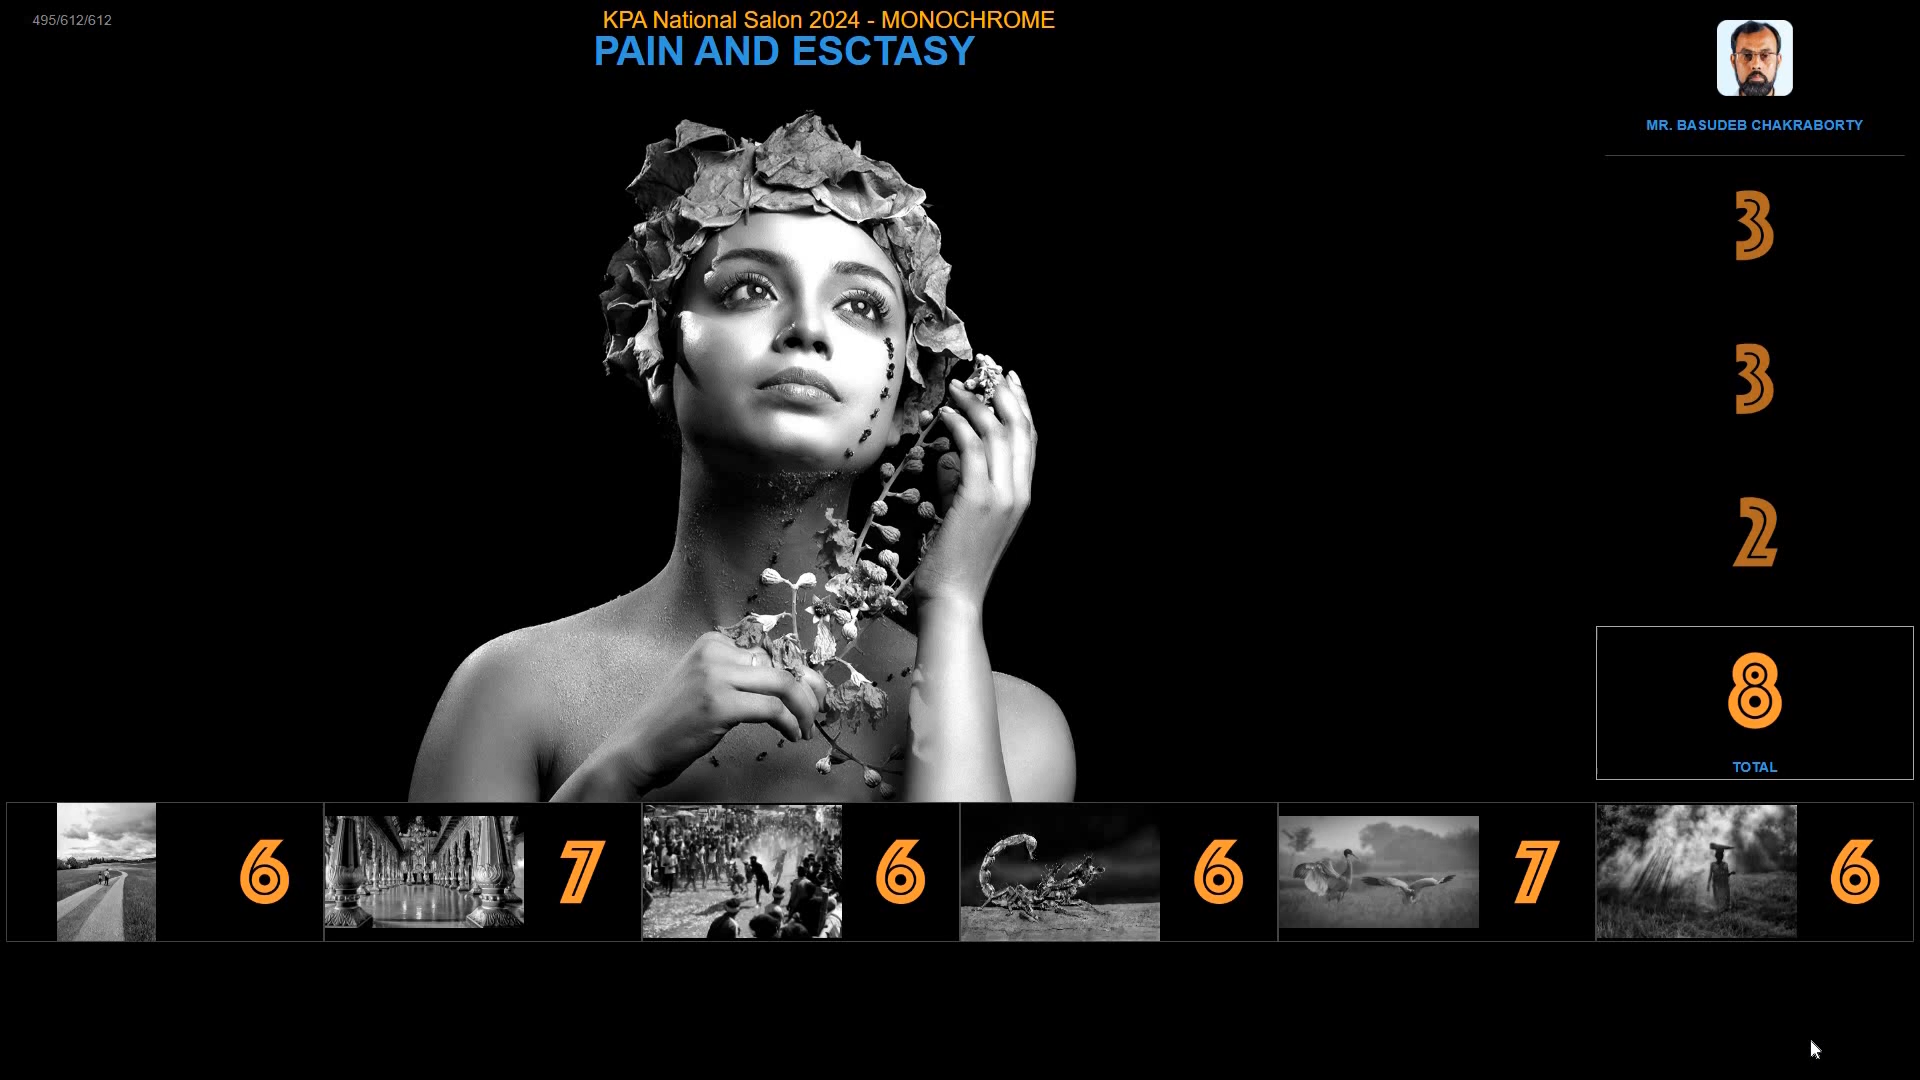 495/612/612
KPA National Salon 2024 - MONOCHROME
PAIN AND ESCTASY
MR. BASUDEB CHAKRABORTY
3
3
2
8
TOTAL
6 7 6 6 7 6